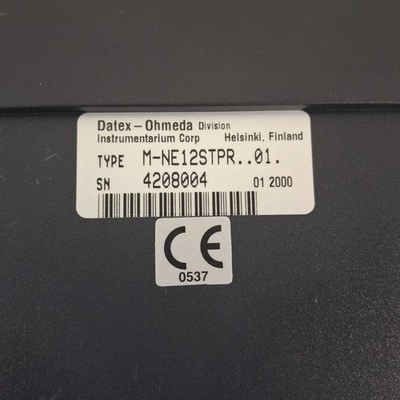 Datex-Ohmeda Division
Instrumentarium Corp Helsinki, Finland
TYPE M-NE12STPR..01.
SN 4208004 01 2000
CE
0537